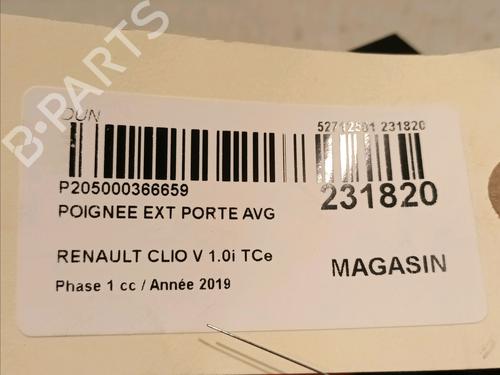 B-PARTS
OUN
52712501 231820
P205000366659
231820
POIGNEE EXT PORTE AVG
RENAULT CLIO V 1.0i TCe
MAGASIN
Phase 1 cc / Année 2019